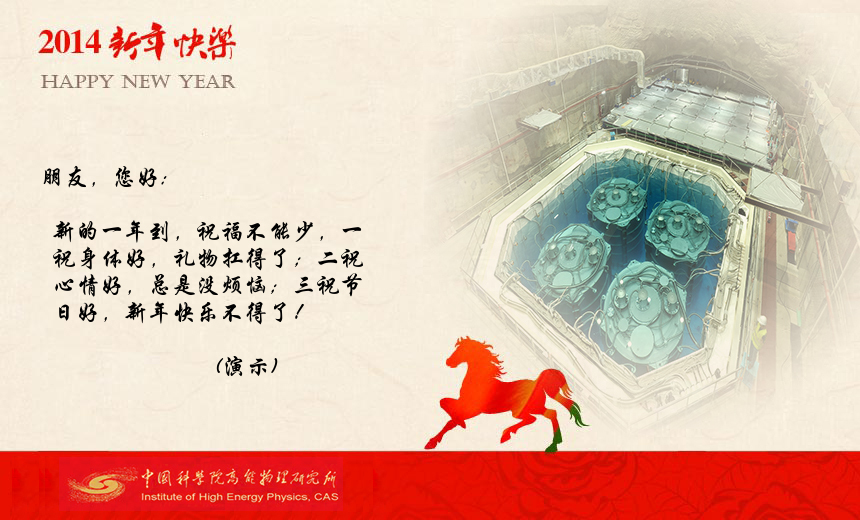 2014 新年快樂
HAPPY NEW YEAR
朋友，您好：
新的一年到，祝福不能少，一
祝身体好，礼物扛得了；二祝
心情好，总是没烦恼；三祝节
日好，新年快乐不得了！
(演示)
中国科学院高能物理研究所
Institute of High Energy Physics, CAS